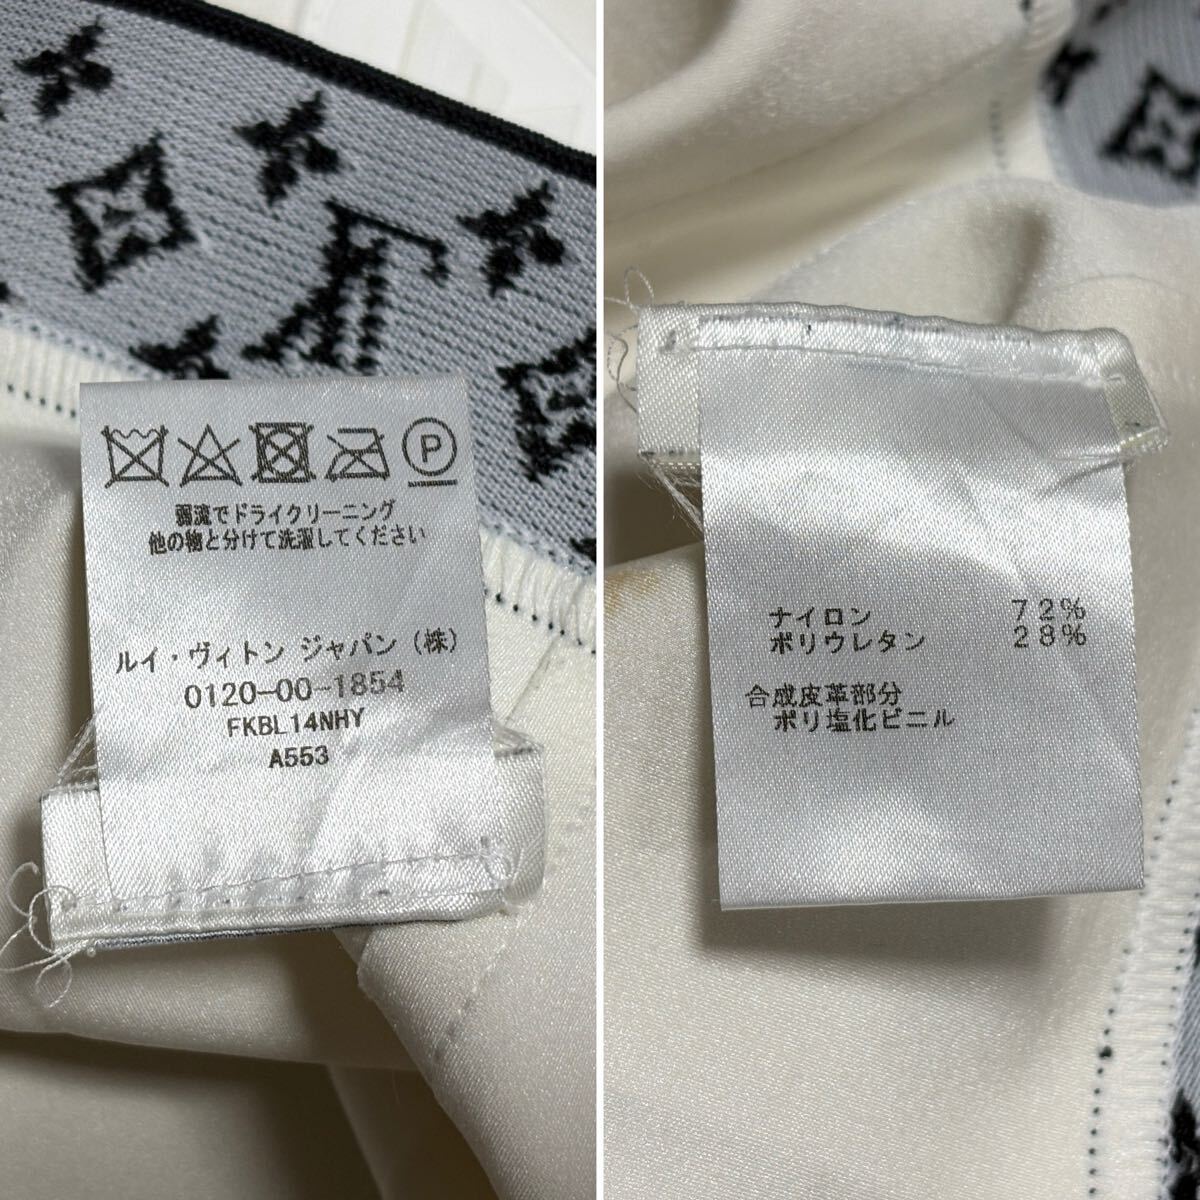 P
弱流でドライクリーニング
他の物と分けて洗濯してください
ルイ・ヴィトン ジャパン（株）
0120-00-1854
FKBL14NHY
A553
ナイロン 72%
ポリウレタン 28%
合成皮革部分
ポリ塩化ビニル